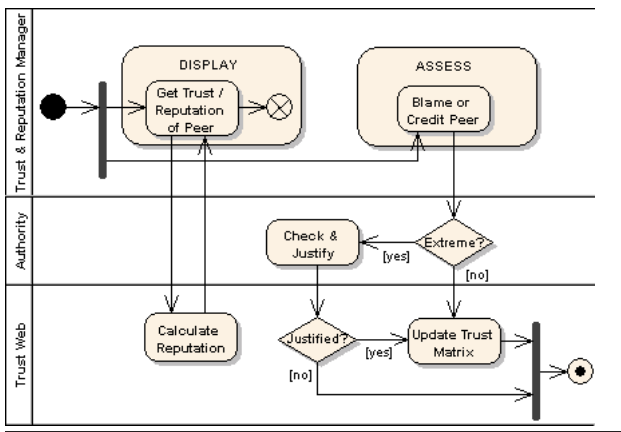 Trust & Reputation Manager
DISPLAY
Get Trust /
Reputation
of Peer
ASSESS
Blame or
Credit Peer
Authority
Check &
Justify
Extreme?
[yes]
[no]
Trust Web
Calculate
Reputation
Justified?
[yes]
[no]
Update Trust
Matrix